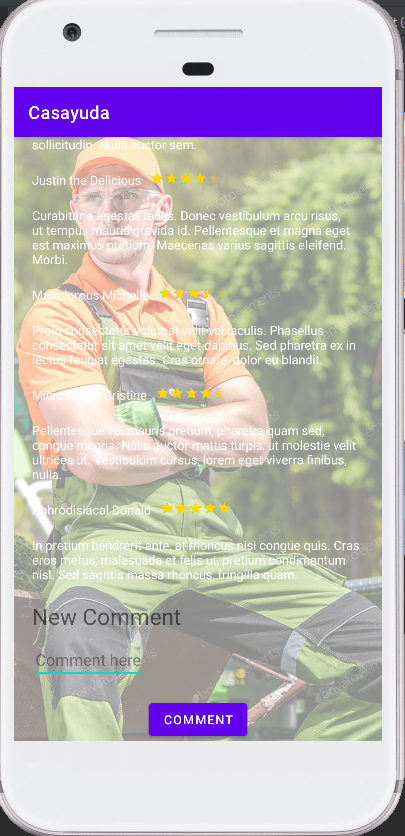 Casayuda
sollicitudin. Nulla auctor sem.
Justin the Delicious
Curabitur a egestas lacus. Donec vestibulum arcu risus,
ut tempus mauris gravida id. Pellentesque et magna eget
est maximus pretium. Maecenas varius sagittis eleifend.
Morbi.
Malodorous Michelle
Proin consectetur volutpat velit vel iaculis. Phasellus
consectetur sit amet velit eget dapibus. Sed pharetra ex in
lectus feugiat egestas. Cras ornare, dolor eu blandit.
Microscopic Cristine
Pellentesque vel mauris pretium, pharetra quam sed,
congue magna. Nulla auctor mattis turpis, ut molestie velit
ultrices ut. Vestibulum cursus, lorem eget viverra finibus,
nulla.
Aphrodisiacal Donald
In pretium hendrerit ante, at rhoncus nisi congue quis. Cras
eros metus, malesuada et felis ut, pretium condimentum
nisl. Sed sagittis massa rhoncus, fringilla quam.
New Comment
Comment here
COMMENT